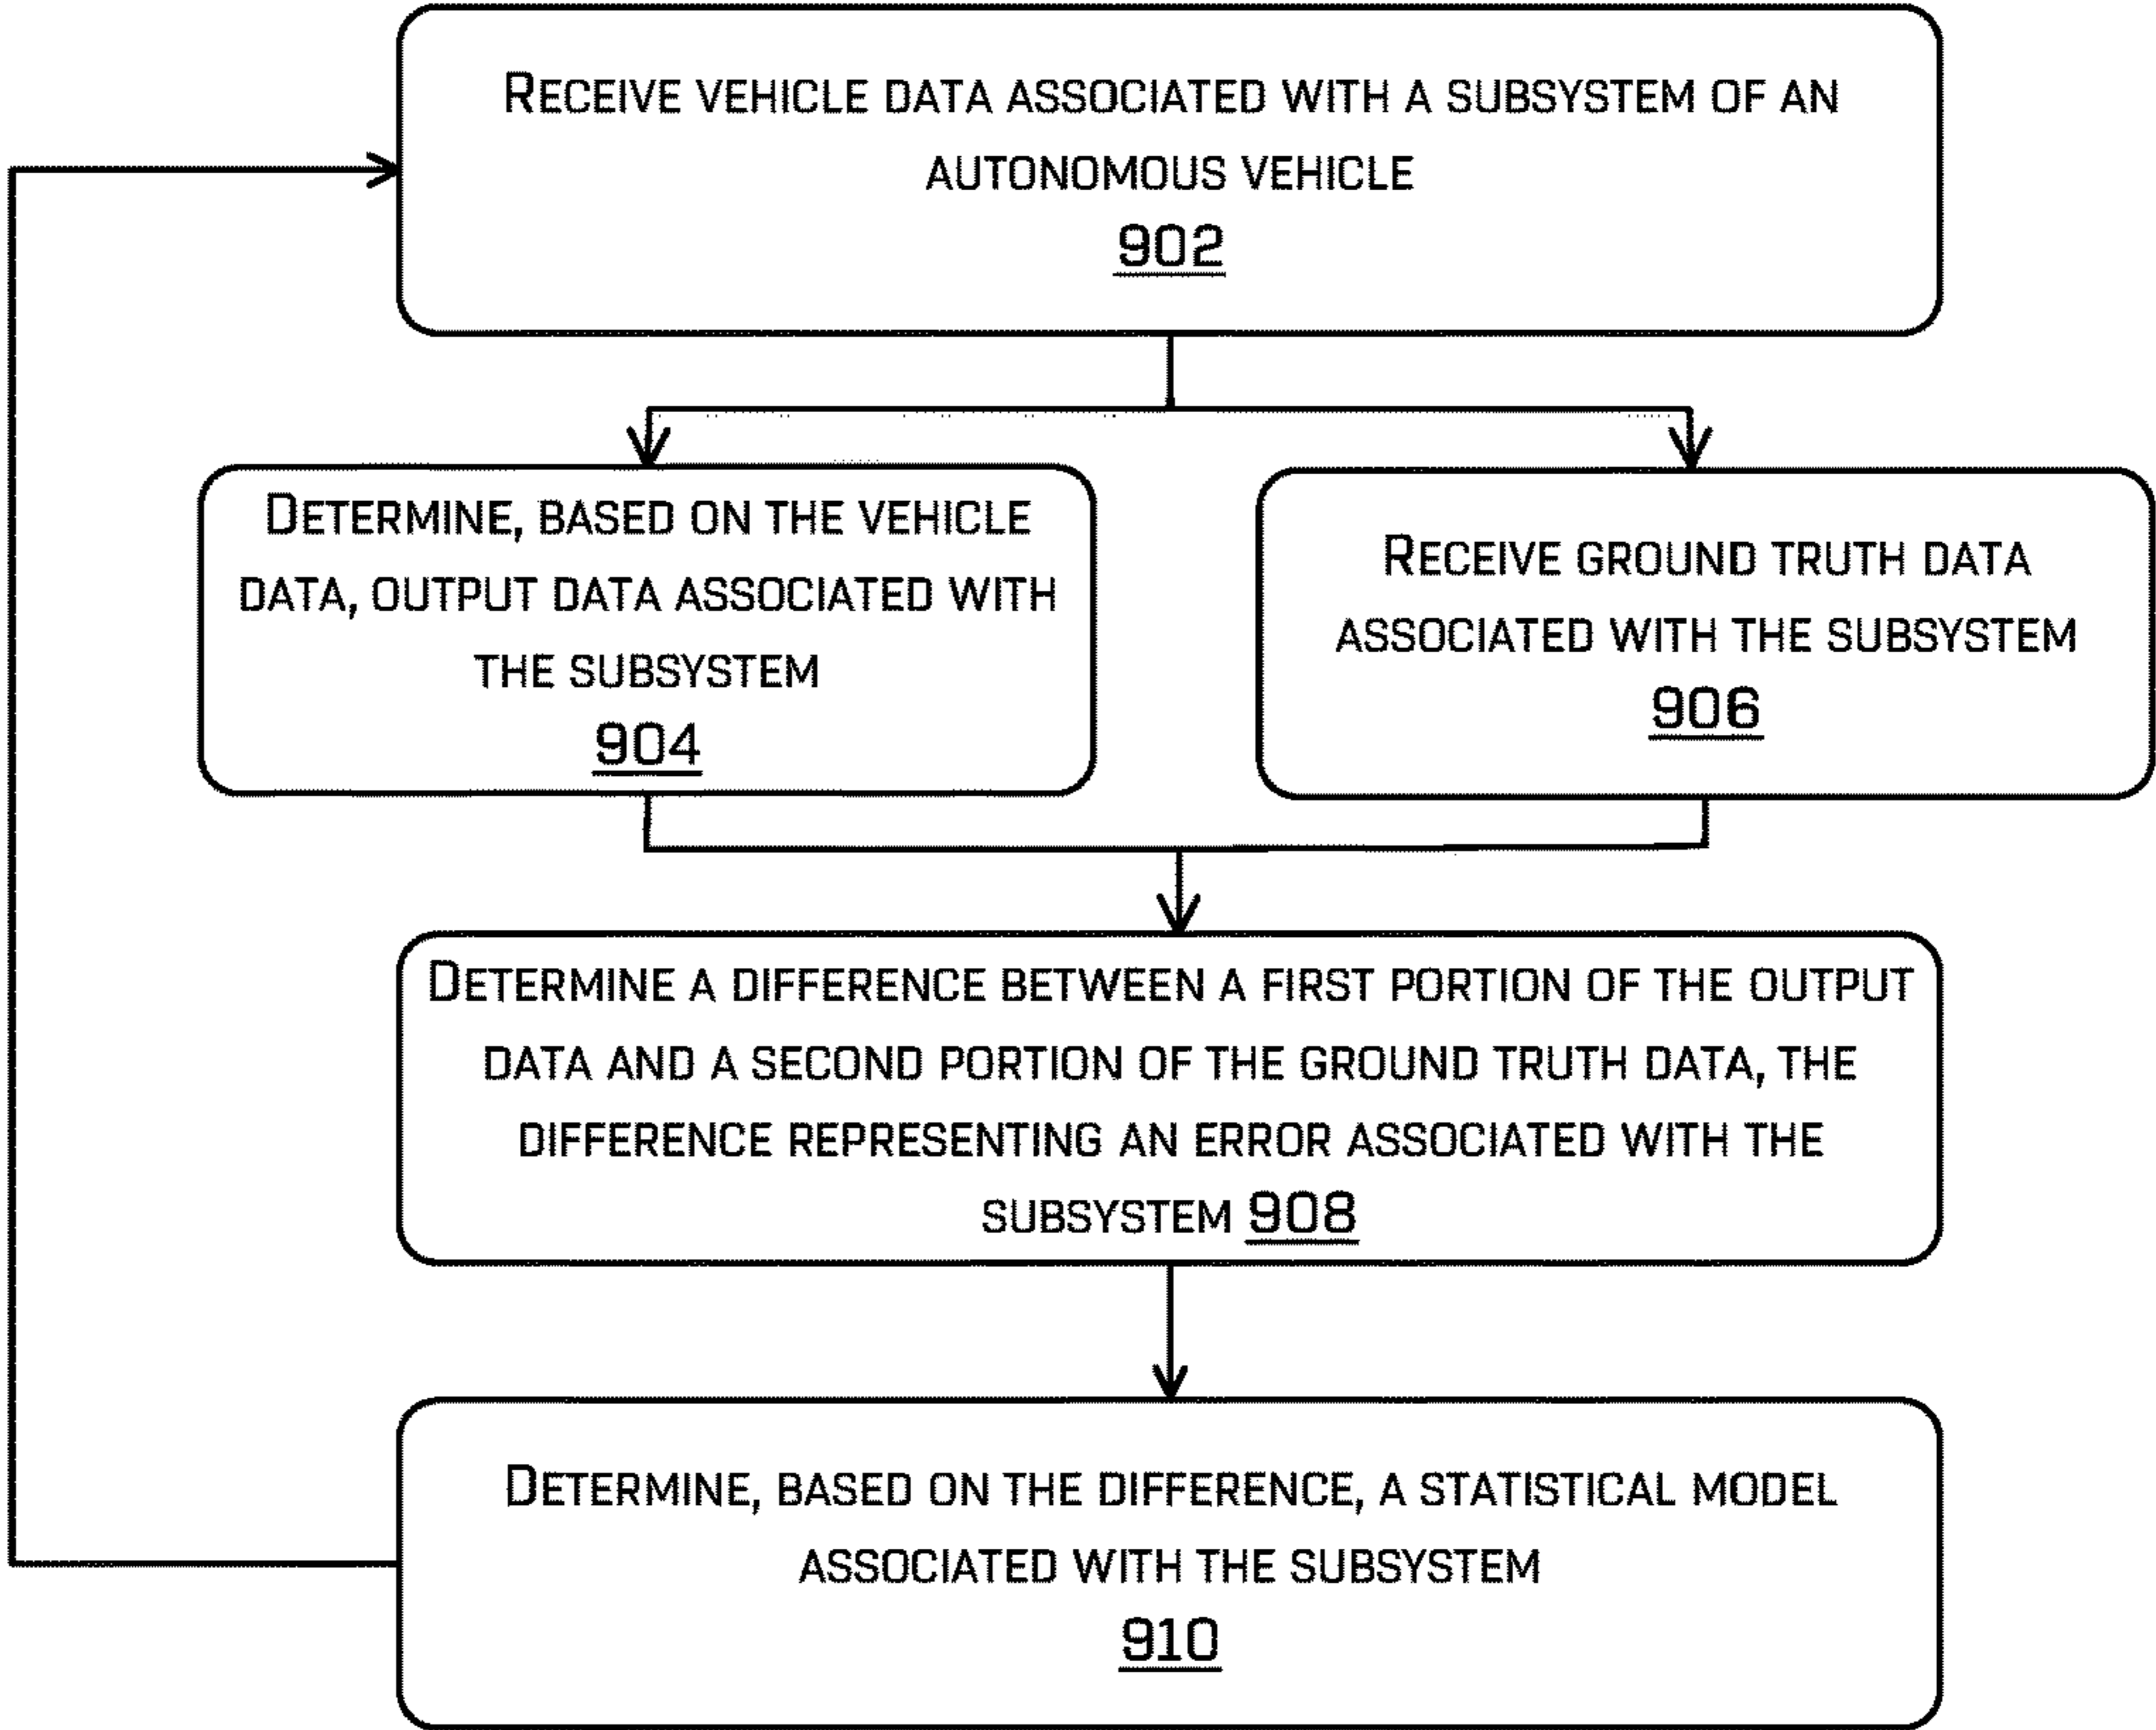 Receive vehicle data associated with a subsystem of an
autonomous vehicle
902
Determine, based on the vehicle
data, output data associated with
the subsystem
904
Receive ground truth data
associated with the subsystem
906
Determine a difference between a first portion of the output
data and a second portion of the ground truth data, the
difference representing an error associated with the
subsystem 908
Determine, based on the difference, a statistical model
associated with the subsystem
910